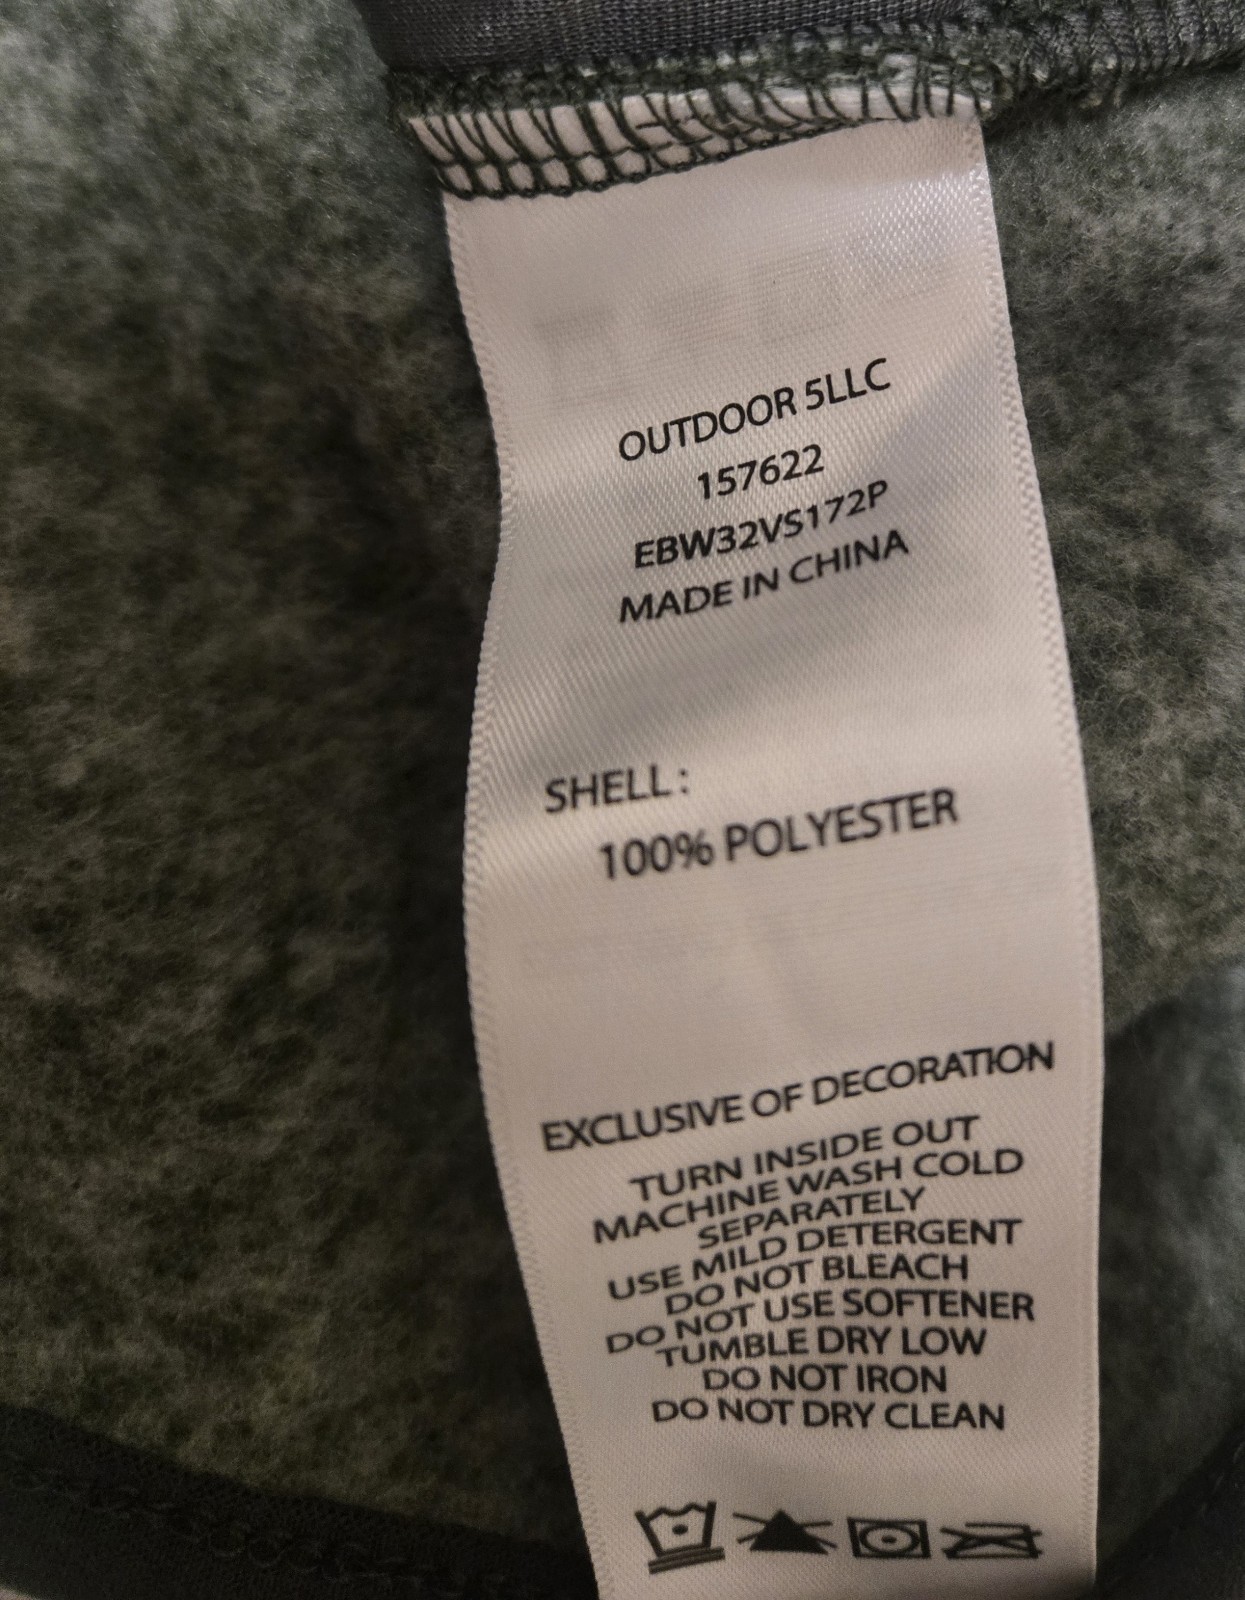 OUTDOOR 5LLC
157622
EBW32VS172P
MADE IN CHINA
SHELL:
100% POLYESTER
EXCLUSIVE OF DECORATION
TURN INSIDE OUT
MACHINE WASH COLD
SEPARATELY
USE MILD DETERGENT
DO NOT BLEACH
DO NOT USE SOFTENER
TUMBLE DRY LOW
DO NOT IRON
DO NOT DRY CLEAN